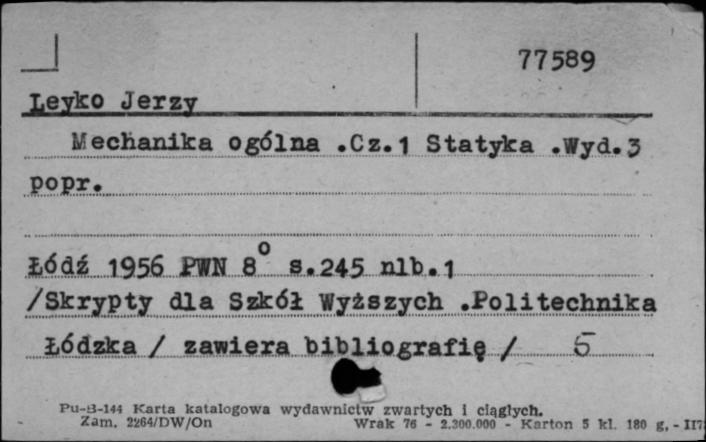 77589
Leyko Jerzy
Mechanika ogólna .Cz.1 Statyka .Wyd.3
popr.
Łódź 1956 PWN 8° s.245 nlb.1
/Skrypty dla Szkół Wyższych .Politechnika
Łódzka / zawiera bibliografię / 5
Pu-B-144 Karta katalogowa wydawnictw zwartych i ciągłych.
Zam. 2264/DW/On Wrak 76 - 2.300.000 - Karton 5 kl. 180 g, - II7